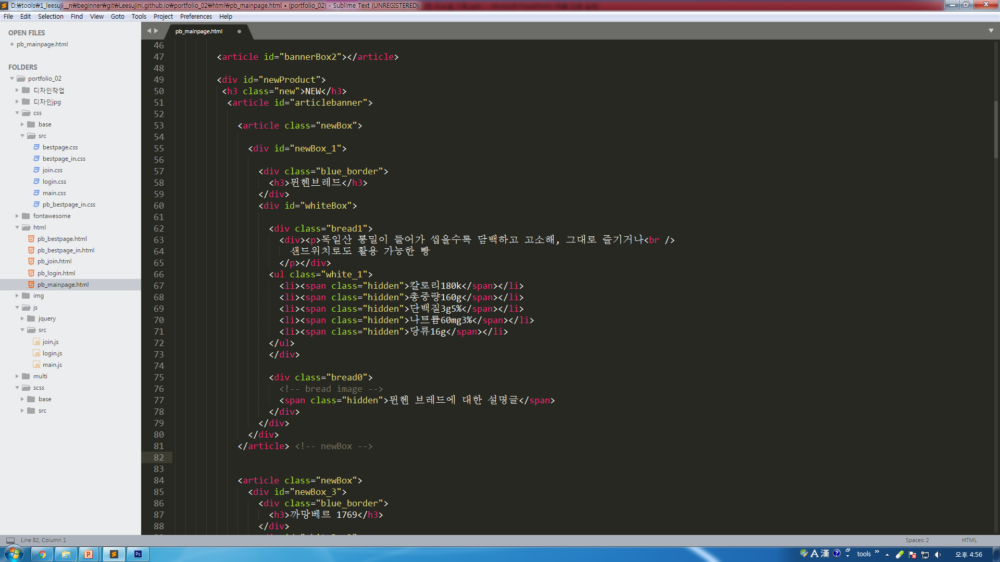 D:₩tools₩1_leesuji__n₩beginner₩git₩Leesujini.github.io₩portfolio_02₩html₩pb_mainpage.html • (portfolio_02) - Sublime Text (UNREGISTERED)
File Edit Selection Find View Goto Tools Project Preferences Help
OPEN FILES
pb_mainpage.html
FOLDERS
portfolio_02
디자인작업
디자인jpg
css
base
src
bestpage.css
bestpage_in.css
join.css
login.css
main.css
pb_bestpage_in.css
fontawesome
html
pb_bestpage.html
pb_bestpage_in.html
pb_join.html
pb_login.html
pb_mainpage.html
img
js
jquery
src
join.js
login.js
main.js
multi
scss
base
src
pb_mainpage.html
46
47 <article id="bannerBox2"></article>
48
49 <div id="newProduct">
50 <h3 class="new">NEW</h3>
51 <article id="articlebanner">
52
53 <article class="newBox">
54
55 <div id="newBox_1">
56
57 <div class="blue_border">
58 <h3>뮌헨브레드</h3>
59 </div>
60 <div id="whiteBox">
61
62 <div class="bread1">
63 <div><p>독일산 통밀이 들어가 씹을수록 담백하고 고소해, 그대로 즐기거나<br />
64 샌드위치로도 활용 가능한 빵
65 </p></div>
66 <ul class="white_1">
67 <li><span class="hidden">칼로리180k</span></li>
68 <li><span class="hidden">총중량160g</span></li>
69 <li><span class="hidden">단백질3g5%</span></li>
70 <li><span class="hidden">나트륨60mg3%</span></li>
71 <li><span class="hidden">당류16g</span></li>
72 </ul>
73 </div>
74
75 <div class="bread0">
76 <!-- bread image -->
77 <span class="hidden">뮌헨 브레드에 대한 설명글</span>
78 </div>
79 </div>
80 </div>
81 </article> <!-- newBox -->
82
83
84 <article class="newBox">
85 <div id="newBox_3">
86 <div class="blue_border">
87 <h3>까망베르 1769</h3>
88 </div>
Line 82, Column 1
Spaces: 2
HTML
A 漢 tools
오후 4:56